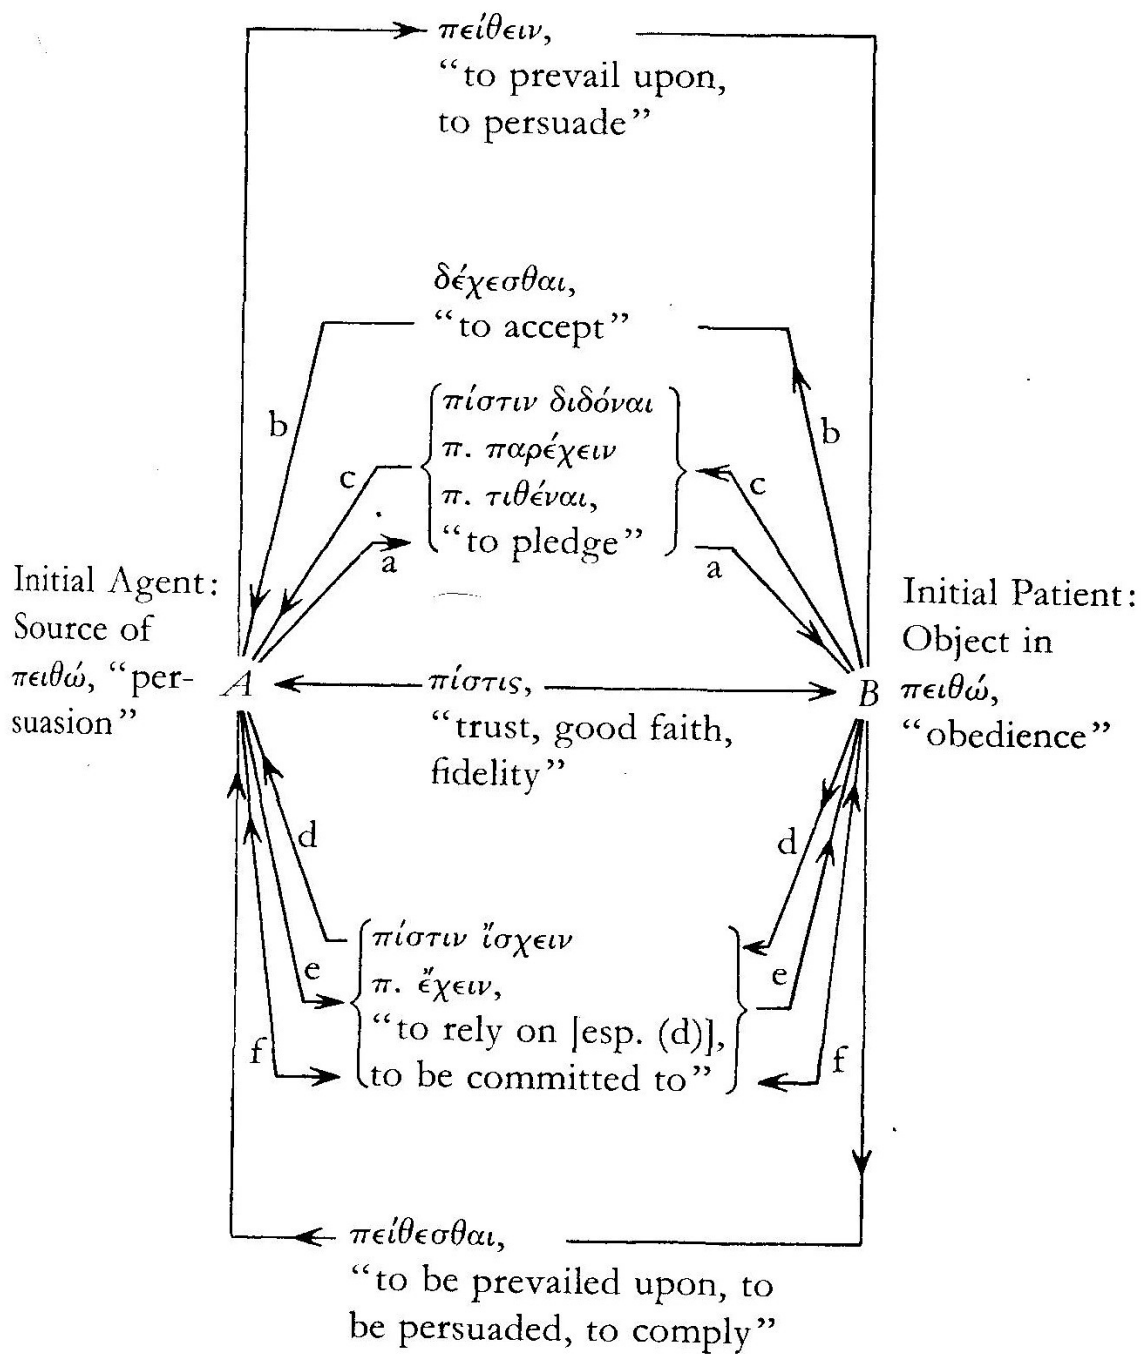 πείθειν,
“to prevail upon,
to persuade”
δέχεσθαι,
“to accept”
b
b
πίστιν διδόναι
π. παρέχειν
π. τιθέναι,
“to pledge”
c
c
a
a
Initial Agent:
Source of
πειθώ, “per-
suasion”
A
πίστις,
“trust, good faith,
fidelity”
B
Initial Patient:
Object in
πειθώ,
“obedience”
d
d
πίστιν ἴσχειν
π. ἔχειν,
“to rely on [esp. (d)],
to be committed to”
e
e
f
f
πείθεσθαι,
“to be prevailed upon, to
be persuaded, to comply”